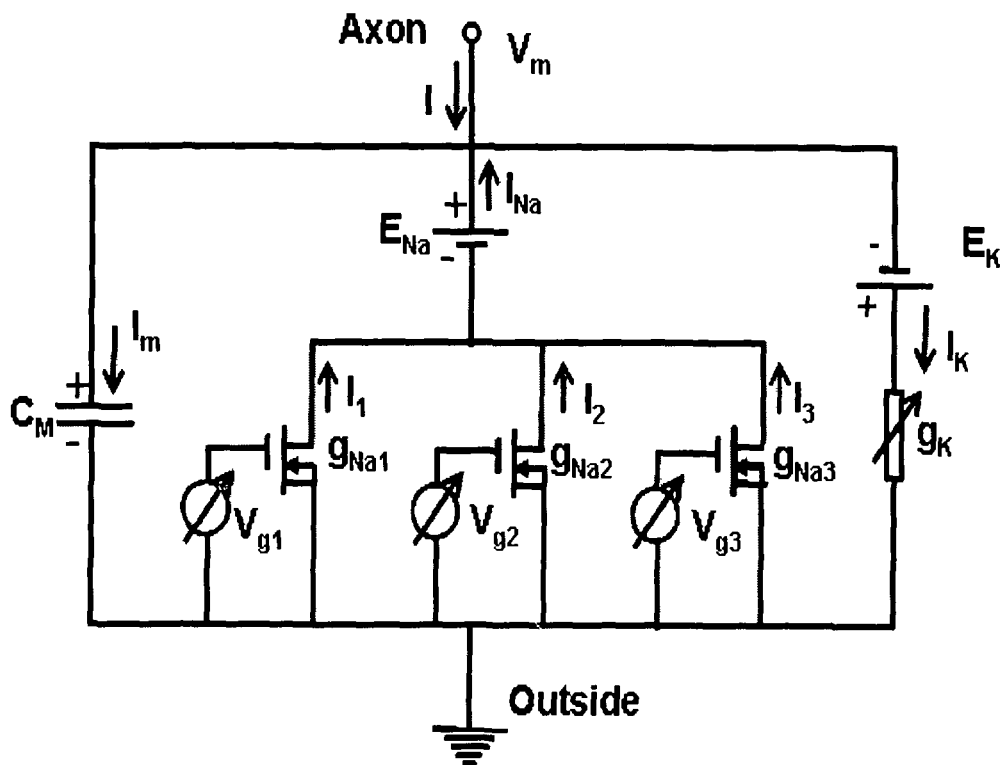 Axon
V_m
I
+
I_Na
E_Na
-
-
E_K
+
I_m
I_K
+
C_M
-
I_1
I_2
I_3
g_Na1
g_Na2
g_Na3
g_K
V_g1
V_g2
V_g3
Outside